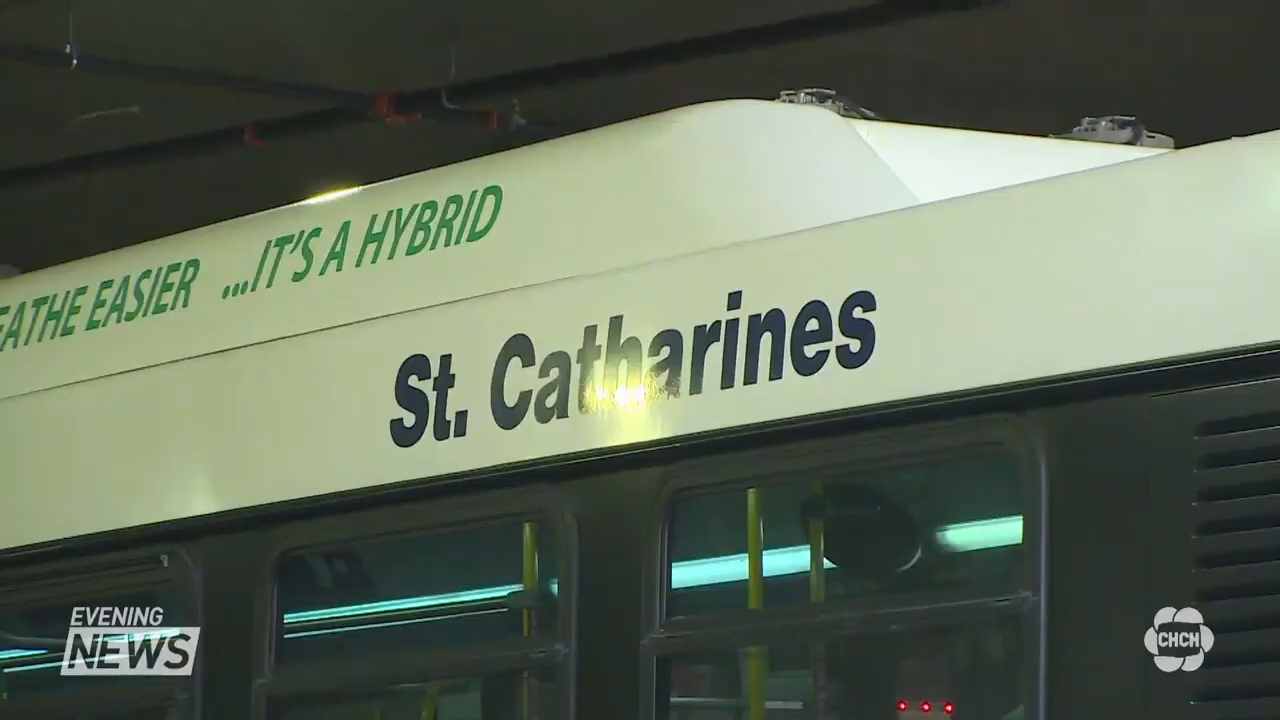 EATHE EASIER ...IT'S A HYBRID
St. Catharines
EVENING
NEWS
CHCH